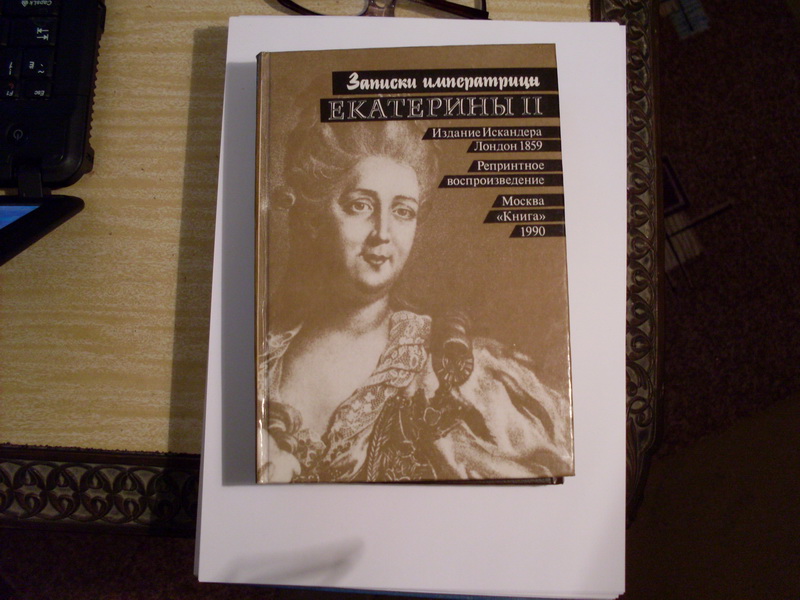 Записки императрицы
ЕКАТЕРИНЫ II
Издание Искандера
Лондон 1859
Репринтное
воспроизведение
Москва
«Книга»
1990